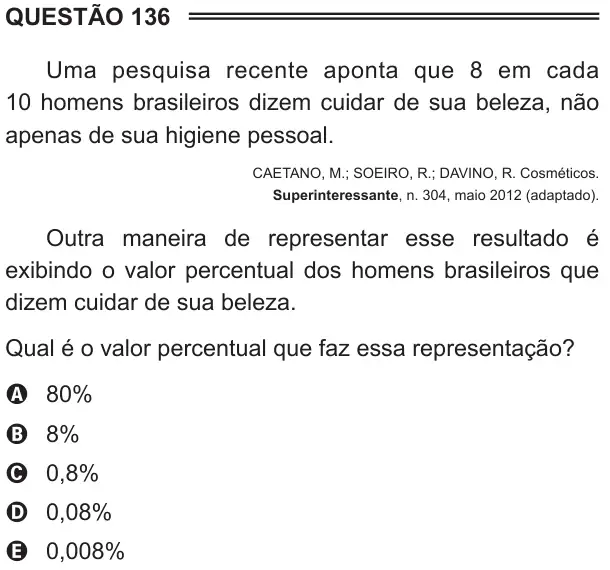 QUESTÃO 136
Uma pesquisa recente aponta que 8 em cada
10 homens brasileiros dizem cuidar de sua beleza, não
apenas de sua higiene pessoal.
CAETANO, M.; SOEIRO, R.; DAVINO, R. Cosméticos.
Superinteressante, n. 304, maio 2012 (adaptado).
Outra maneira de representar esse resultado é
exibindo o valor percentual dos homens brasileiros que
dizem cuidar de sua beleza.
Qual é o valor percentual que faz essa representação?
A 80%
B 8%
C 0,8%
D 0,08%
E 0,008%